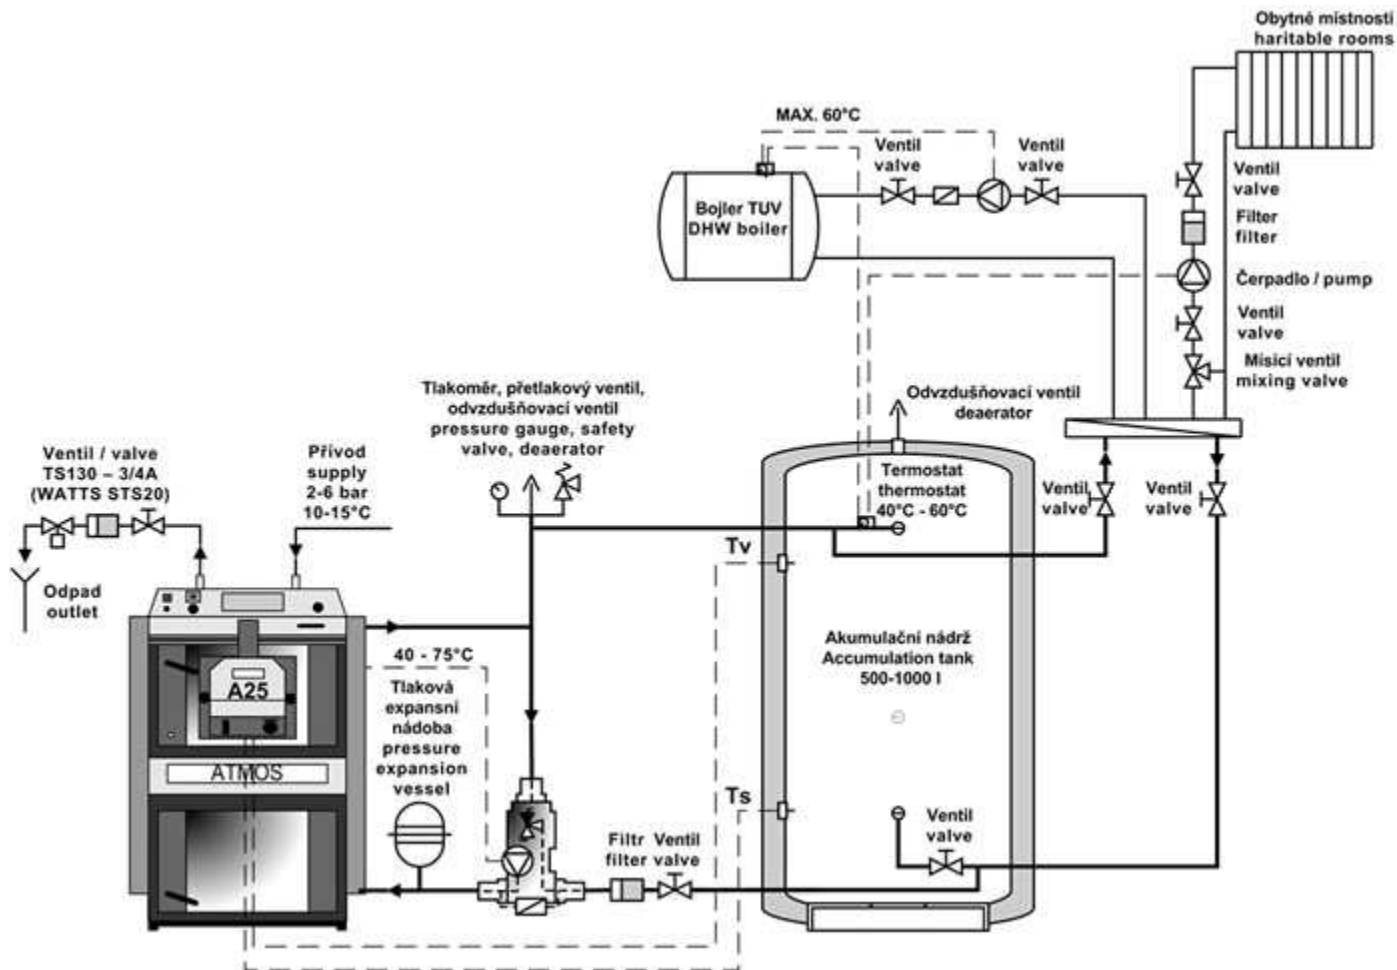 Obytné místnosti
haritable rooms
MAX. 60°C
Ventil
valve
Ventil
valve
Ventil
valve
Bojler TUV
DHW boiler
Filter
filter
Čerpadlo / pump
Ventil
valve
Misicí ventil
mixing valve
Tlakoměr, přetlakový ventil,
odvzdušňovací ventil
pressure gauge, safety
valve, deaerator
Odvzdušňovací ventil
deaerator
Ventil / valve
TS130 – 3/4A
(WATTS STS20)
Přívod
supply
2-6 bar
10-15°C
Termostat
thermostat
40°C - 60°C
Ventil
valve
Ventil
valve
Tv
Odpad
outlet
Akumulační nádrž
Accumulation tank
500-1000 l
40 - 75°C
Tlaková
expansní
nádoba
pressure
expansion
vessel
A25
ATMOS
Ts
Ventil
valve
Filtr Ventil
filter valve